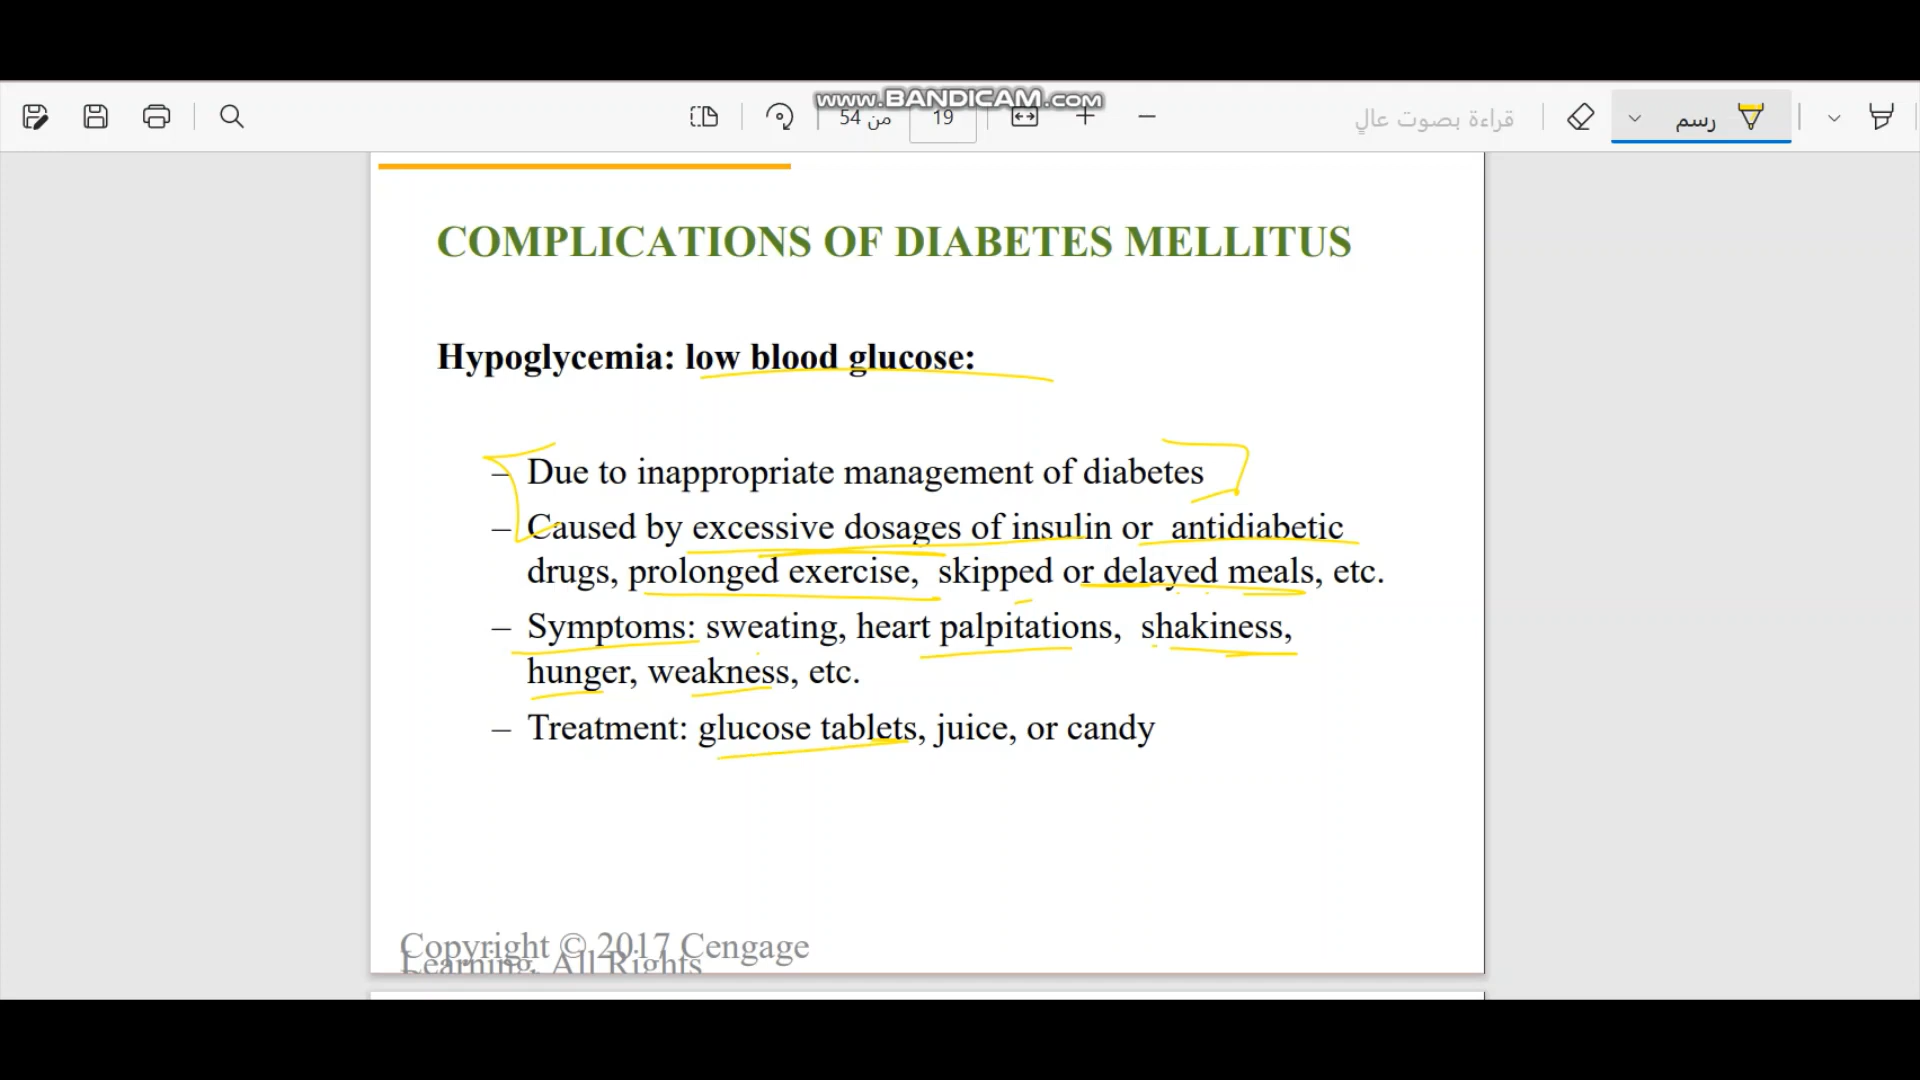 www.BANDICAM.com
19 من 54
قراءة بصوت عالٍ
رسم
COMPLICATIONS OF DIABETES MELLITUS
Hypoglycemia: low blood glucose:
– Due to inappropriate management of diabetes
– Caused by excessive dosages of insulin or antidiabetic
drugs, prolonged exercise, skipped or delayed meals, etc.
– Symptoms: sweating, heart palpitations, shakiness,
hunger, weakness, etc.
– Treatment: glucose tablets, juice, or candy
Copyright © 2017 Cengage
Learning. All Rights